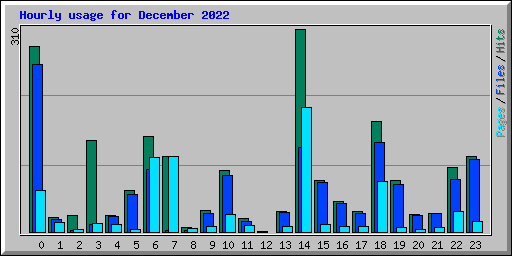 Hourly usage for December 2022
310
Pages / Files / Hits
0 1 2 3 4 5 6 7 8 9 10 11 12 13 14 15 16 17 18 19 20 21 22 23